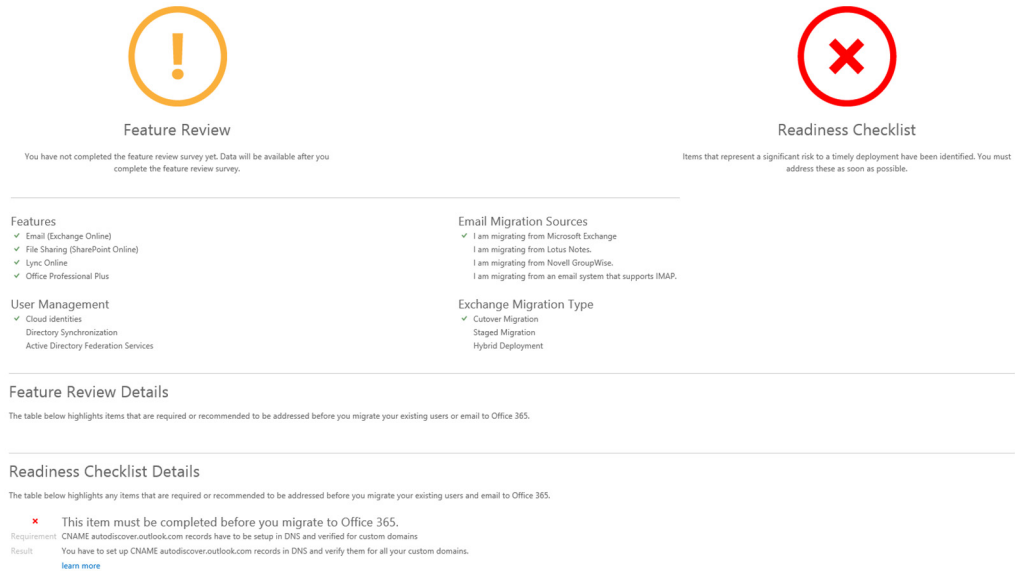 Feature Review
You have not completed the feature review survey yet. Data will be available after you
complete the feature review survey.
Readiness Checklist
Items that represent a significant risk to a timely deployment have been identified. You must
address these as soon as possible.
Features
Email (Exchange Online)
File Sharing (SharePoint Online)
Lync Online
Office Professional Plus
Email Migration Sources
I am migrating from Microsoft Exchange
I am migrating from Lotus Notes.
I am migrating from Novell GroupWise.
I am migrating from an email system that supports IMAP.
User Management
Cloud identities
Directory Synchronization
Active Directory Federation Services
Exchange Migration Type
Cutover Migration
Staged Migration
Hybrid Deployment
Feature Review Details
The table below highlights items that are required or recommended to be addressed before you migrate your existing users or email to Office 365.
Readiness Checklist Details
The table below highlights any items that are required or recommended to be addressed before you migrate your existing users and email to Office 365.
This item must be completed before you migrate to Office 365.
Requirement CNAME autodiscover.outlook.com records have to be setup in DNS and verified for custom domains
Result You have to set up CNAME autodiscover.outlook.com records in DNS and verify them for all your custom domains.
learn more